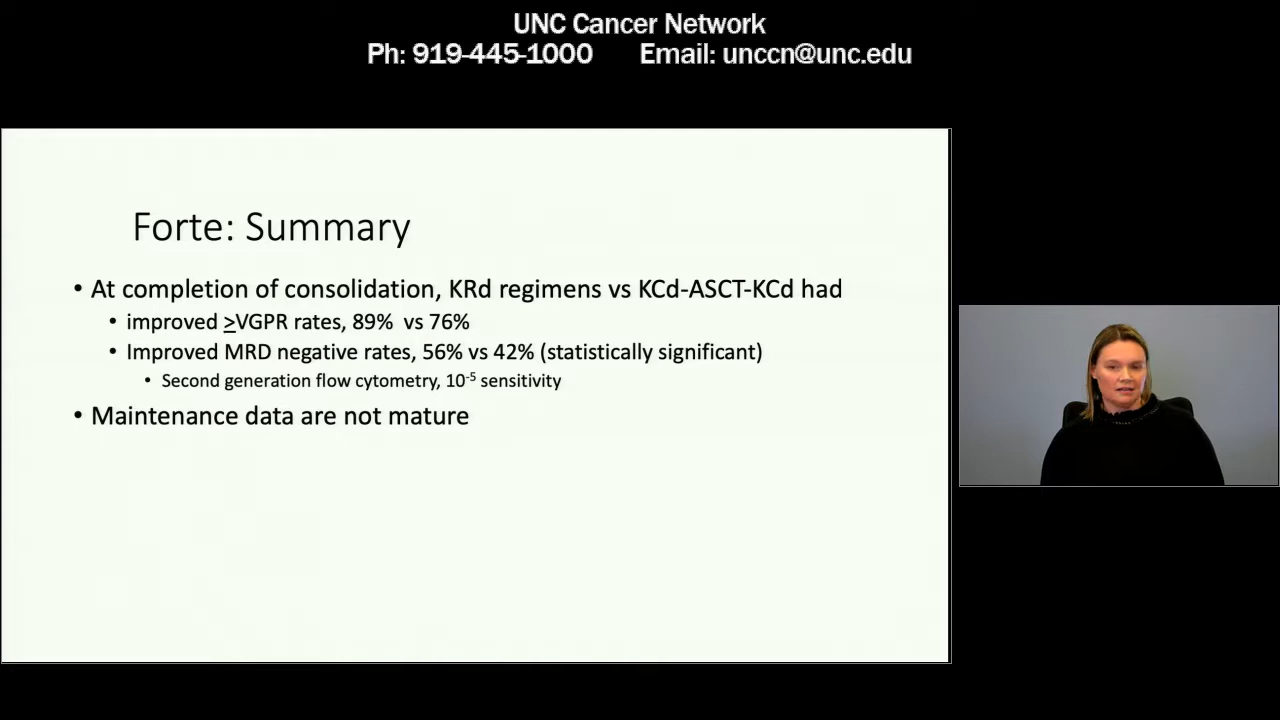 UNC Cancer Network
Ph: 919-445-1000 Email: unccn@unc.edu
Forte: Summary
• At completion of consolidation, KRd regimens vs KCd-ASCT-KCd had
• improved >VGPR rates, 89% vs 76%
• Improved MRD negative rates, 56% vs 42% (statistically significant)
• Second generation flow cytometry, 10-5 sensitivity
• Maintenance data are not mature